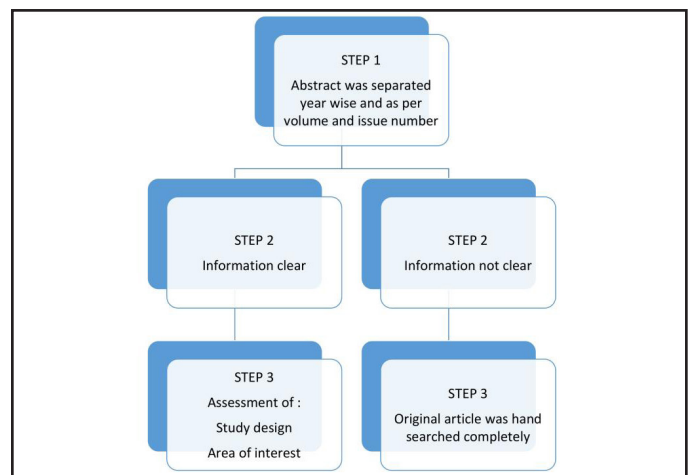 STEP 1
Abstract was separated
year wise and as per
volume and issue number
STEP 2
Information clear
STEP 2
Information not clear
STEP 3
Assessment of :
Study design
Area of interest
STEP 3
Original article was hand
searched completely